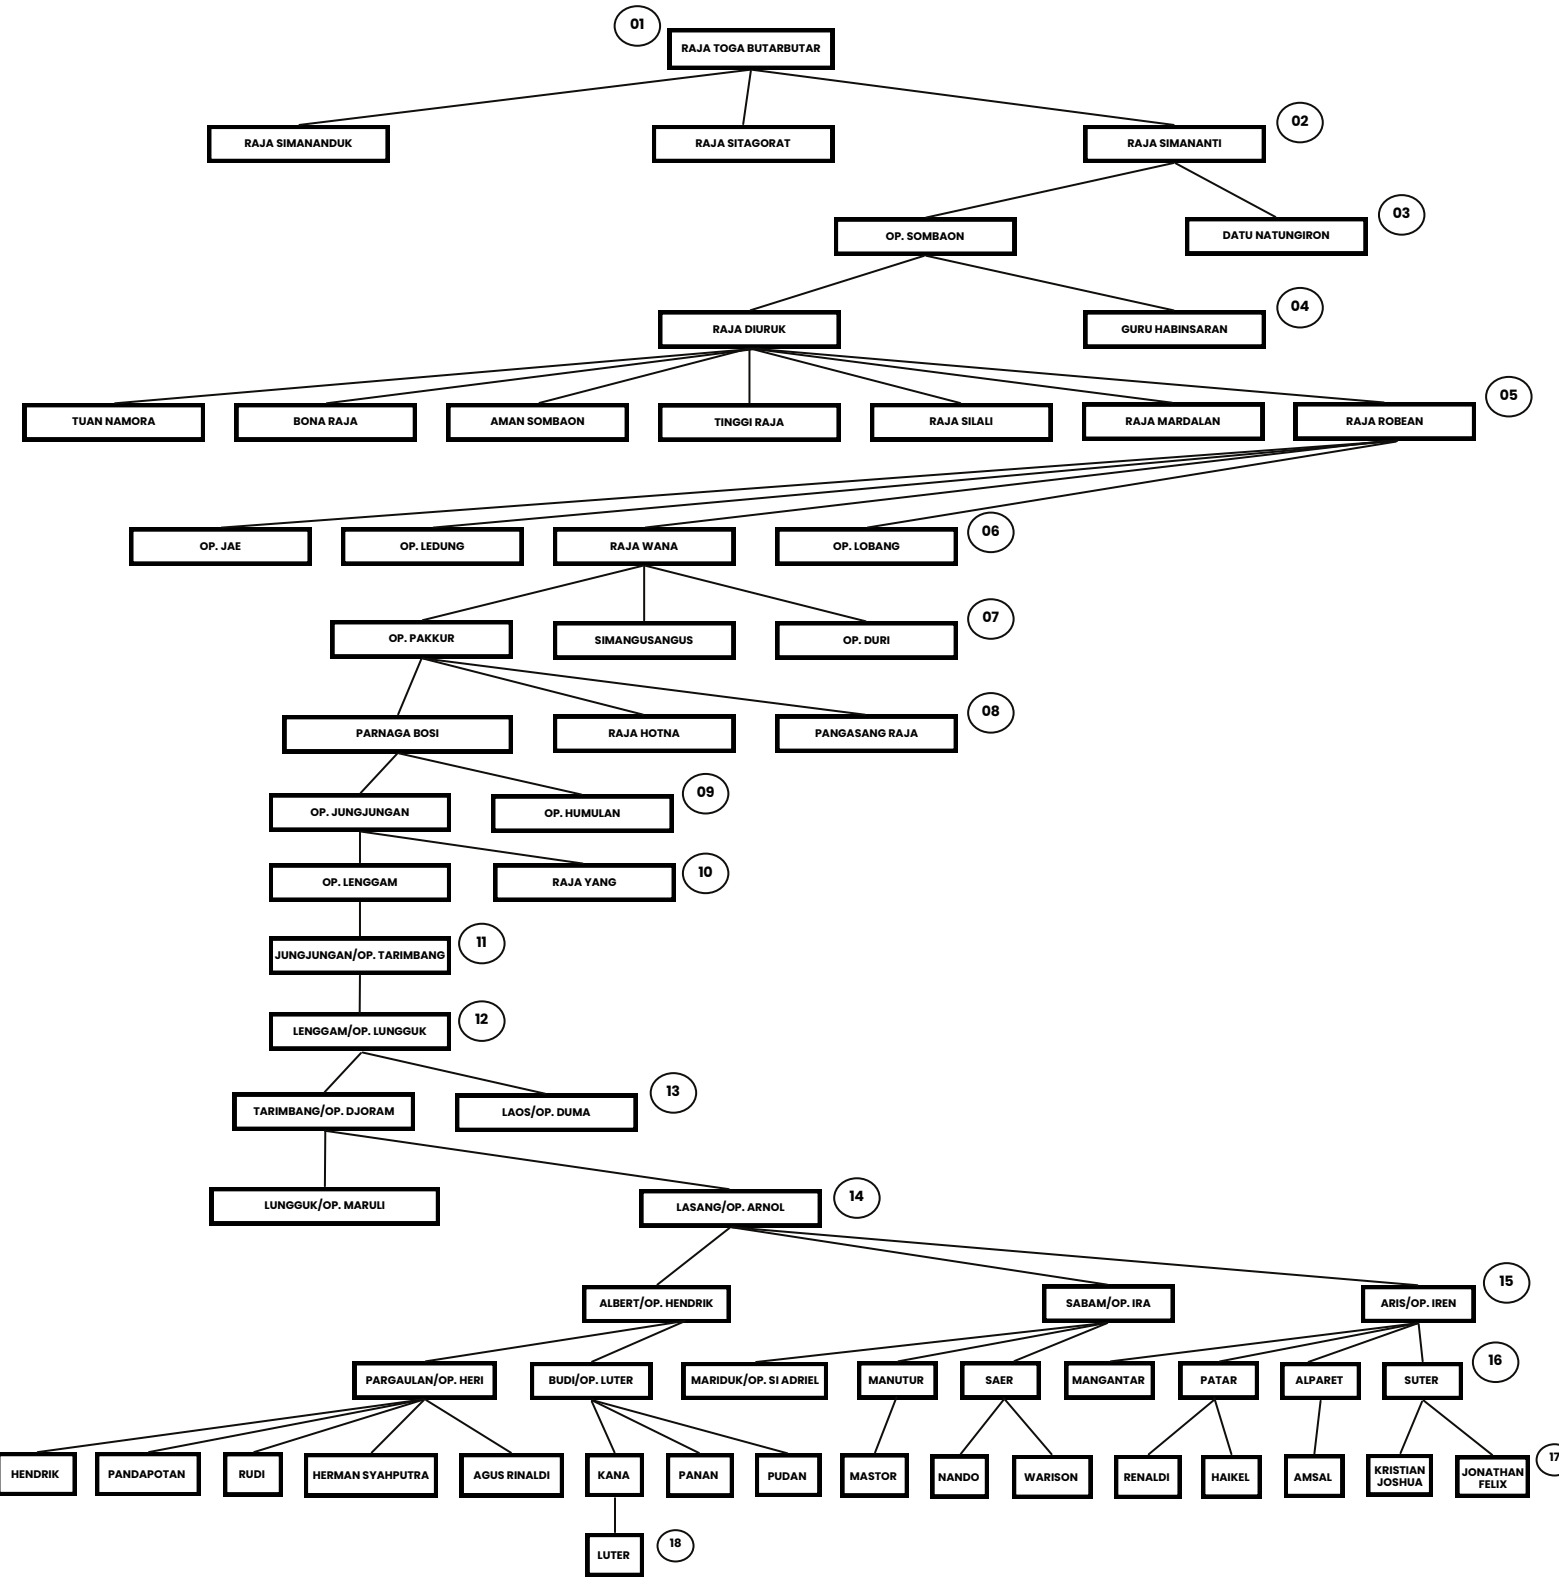 01
RAJA TOGA BUTARBUTAR
02
RAJA SIMANANDUK
RAJA SITAGORAT
RAJA SIMANANTI
03
OP. SOMBAON
DATU NATUNGIRON
04
RAJA DIURUK
GURU HABINSARAN
05
TUAN NAMORA
BONA RAJA
AMAN SOMBAON
TINGGI RAJA
RAJA SILALI
RAJA MARDALAN
RAJA ROBEAN
06
OP. JAE
OP. LEDUNG
RAJA WANA
OP. LOBANG
07
OP. PAKKUR
SIMANGUSANGUS
OP. DURI
08
PARNAGA BOSI
RAJA HOTNA
PANGASANG RAJA
09
OP. JUNGJUNGAN
OP. HUMULAN
10
OP. LENGGAM
RAJA YANG
11
JUNGJUNGAN/OP. TARIMBANG
12
LENGGAM/OP. LUNGGUK
13
TARIMBANG/OP. DJORAM
LAOS/OP. DUMA
14
LUNGGUK/OP. MARULI
LASANG/OP. ARNOL
15
ALBERT/OP. HENDRIK
SABAM/OP. IRA
ARIS/OP. IREN
16
PARGAULAN/OP. HERI
BUDI/OP. LUTER
MARIDUK/OP. SI ADRIEL
MANUTUR
SAER
MANGANTAR
PATAR
ALPARET
SUTER
17
HENDRIK
PANDAPOTAN
RUDI
HERMAN SYAHPUTRA
AGUS RINALDI
KANA
PANAN
PUDAN
MASTOR
NANDO
WARISON
RENALDI
HAIKEL
AMSAL
KRISTIAN
JOSHUA
JONATHAN
FELIX
18
LUTER